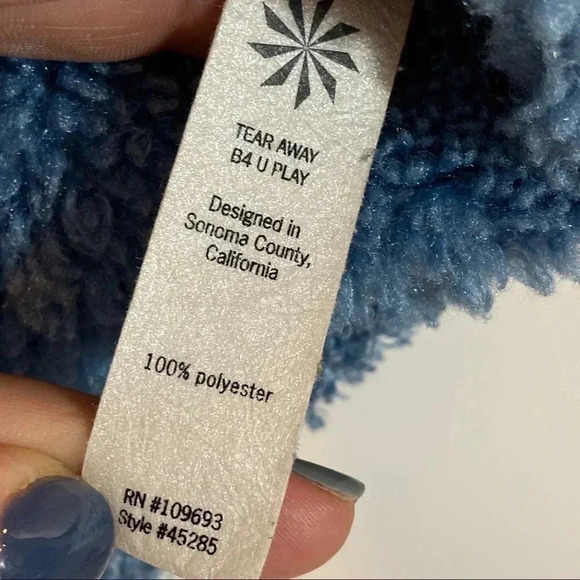 TEAR AWAY
B4 U PLAY
Designed in
Sonoma County,
California
100% polyester
RN #109693
Style #45285